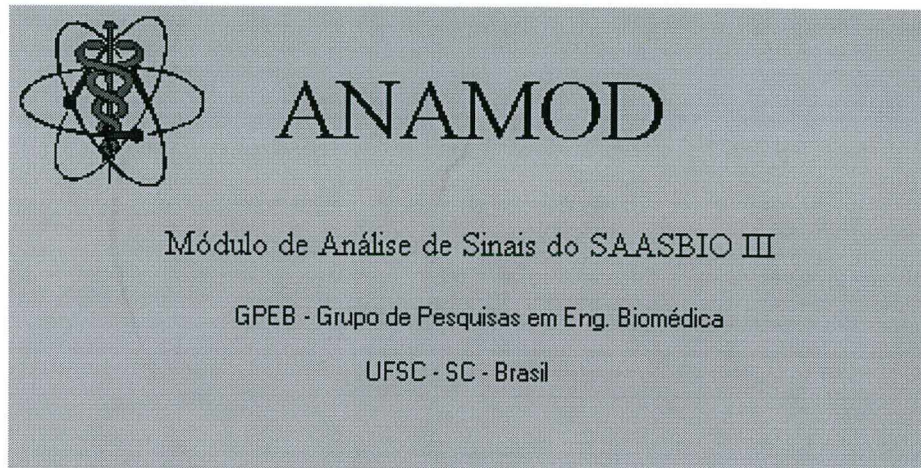 ANAMOD
Módulo de Análise de Sinais do SAASBIO III
GPEB - Grupo de Pesquisas em Eng. Biomédica
UFSC - SC - Brasil